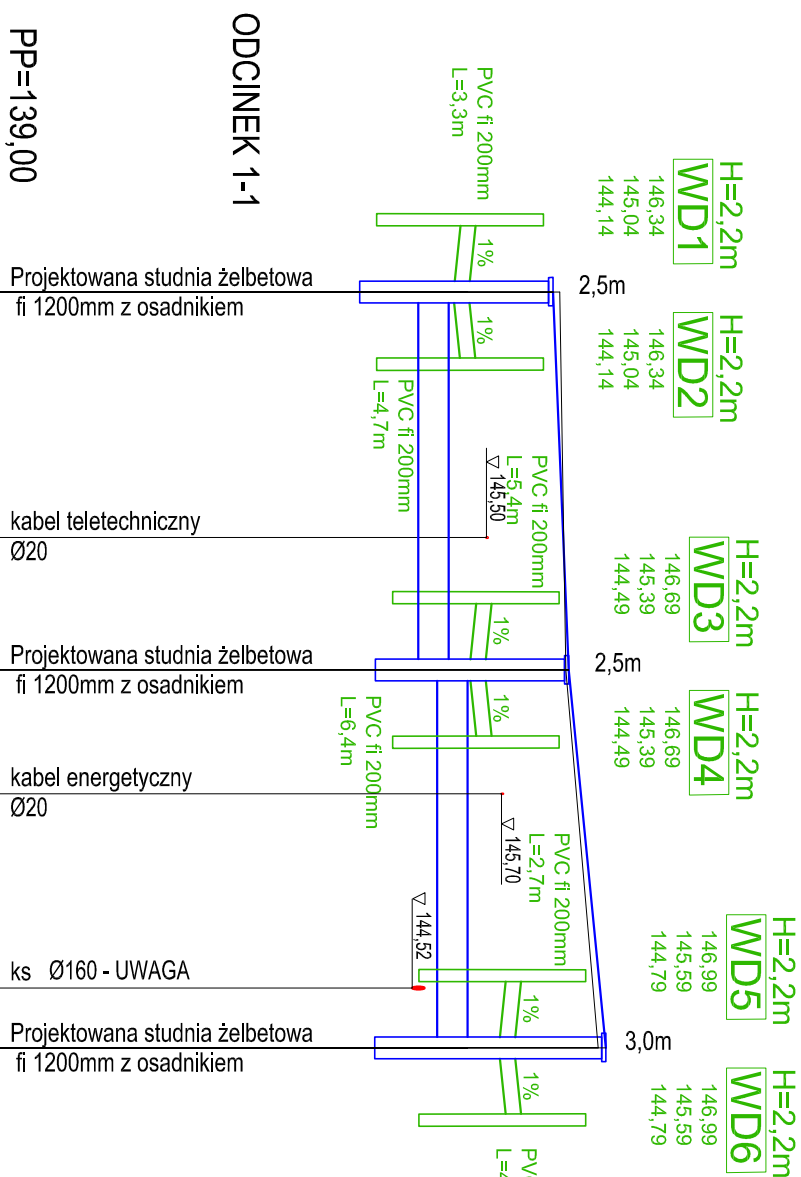 ODCINEK 1-1
PP=139,00
H=2,2m
WD1
146,34
145,04
144,14
H=2,2m
WD2
146,34
145,04
144,14
H=2,2m
WD3
146,69
145,39
144,49
H=2,2m
WD4
146,69
145,39
144,49
H=2,2m
WD5
146,99
145,59
144,79
H=2,2m
WD6
146,99
145,59
144,79
PVC fi 200mm
L=3,3m
1%
1%
2,5m
PVC fi 200mm
L=4,7m
Projektowana studnia żelbetowa
fi 1200mm z osadnikiem
PVC fi 200mm
L=5,4m
145,50
kabel teletechniczny
Ø20
1%
1%
2,5m
Projektowana studnia żelbetowa
fi 1200mm z osadnikiem
PVC fi 200mm
L=6,4m
kabel energetyczny
Ø20
145,70
PVC fi 200mm
L=2,7m
144,52
ks Ø160 - UWAGA
1%
1%
3,0m
Projektowana studnia żelbetowa
fi 1200mm z osadnikiem